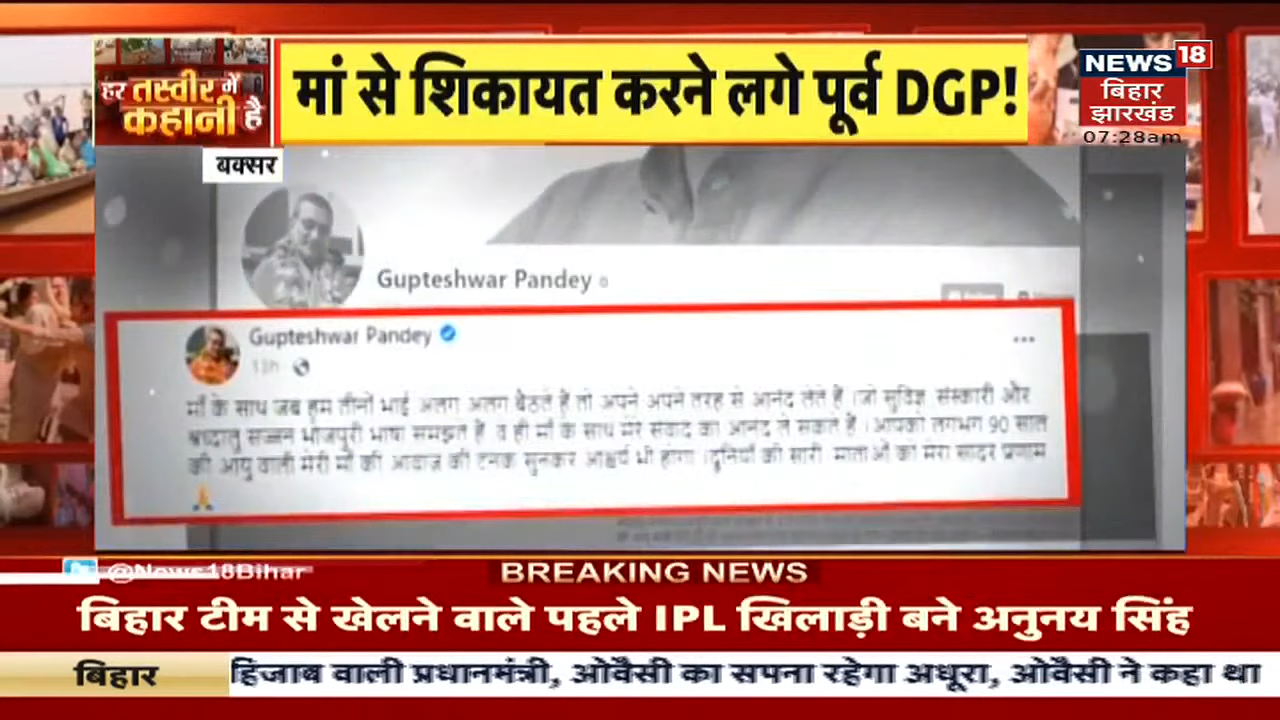 हर तस्वीर में
कहानी है
मां से शिकायत करने लगे पूर्व DGP!
NEWS 18
बिहार
झारखंड
07:28am
बक्सर
Gupteshwar Pandey
Gupteshwar Pandey
13h
माँ के साथ जब हम तीनों भाई अलग अलग बैठते हैं तो अपने अपने तरह से आनंद लेते हैं ।जो सुविज्ञ, संस्कारी और
श्रद्धालु सज्जन भोजपुरी भाषा समझते हैं, व ही माँ के साथ मेरे संवाद का आनंद ले सकते हैं ।आपको लगभग 90 साल
की आयु वाली मेरी माँ की आवाज़ की टनक सुनकर आश्चर्य भी होगा ।दुनियाँ की सारी माताओं को मेरा सादर प्रणाम
🙏
@News18Bihar
BREAKING NEWS
बिहार टीम से खेलने वाले पहले IPL खिलाड़ी बने अनुनय सिंह
बिहार
हिजाब वाली प्रधानमंत्री, ओवैसी का सपना रहेगा अधूरा, ओवैसी ने कहा था